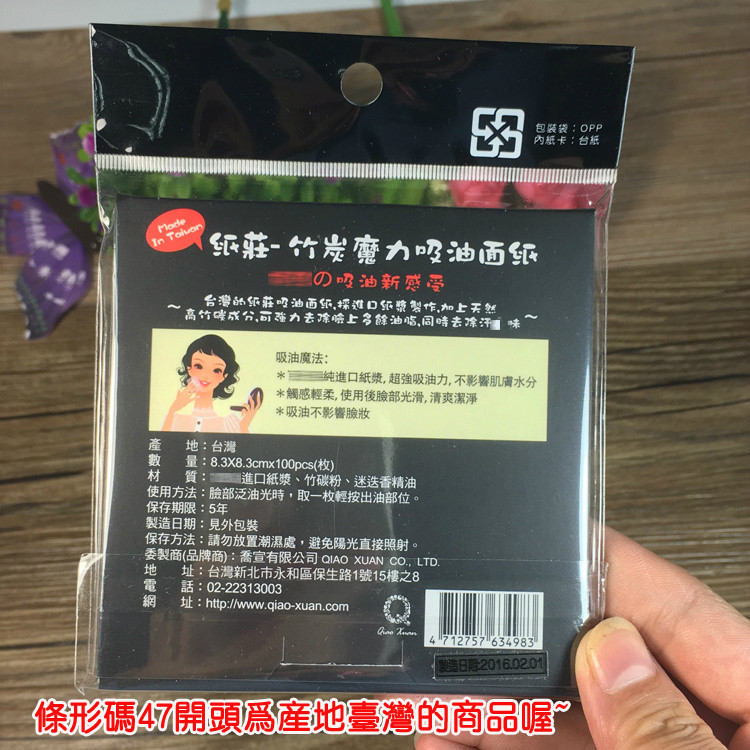 包裝袋：OPP
內紙卡：台紙
Made
In Taiwan
紙莊-竹炭魔力吸油面紙
の吸油新感受
台灣的紙莊吸油面紙,採進口紙漿製作,加上天然
～高竹碳成分,可強力去除臉上多餘油脂,同時去除汗 味～
吸油魔法：
＊ 純進口紙漿, 超強吸油力, 不影響肌膚水分
＊觸感輕柔, 使用後臉部光滑, 清爽潔淨
＊吸油不影響臉妝
產 地：台灣
數 量：8.3X8.3cmx100pcs(枚)
材 質： 進口紙漿、竹碳粉、迷迭香精油
使用方法：臉部泛油光時，取一枚輕按出油部位。
保存期限：5年
製造日期：見外包裝
保存方法：請勿放置潮濕處，避免陽光直接照射。
委製商(品牌商)：喬宣有限公司 QIAO XUAN CO., LTD.
地 址：台灣新北市永和區保生路1號15樓之8
電 話：02-22313003
網 址：http://www.qiao-xuan.com
Qiao Xuan
4 712757 634983
製造日期:2016.02.01
條形碼47開頭爲産地臺灣的商品喔~